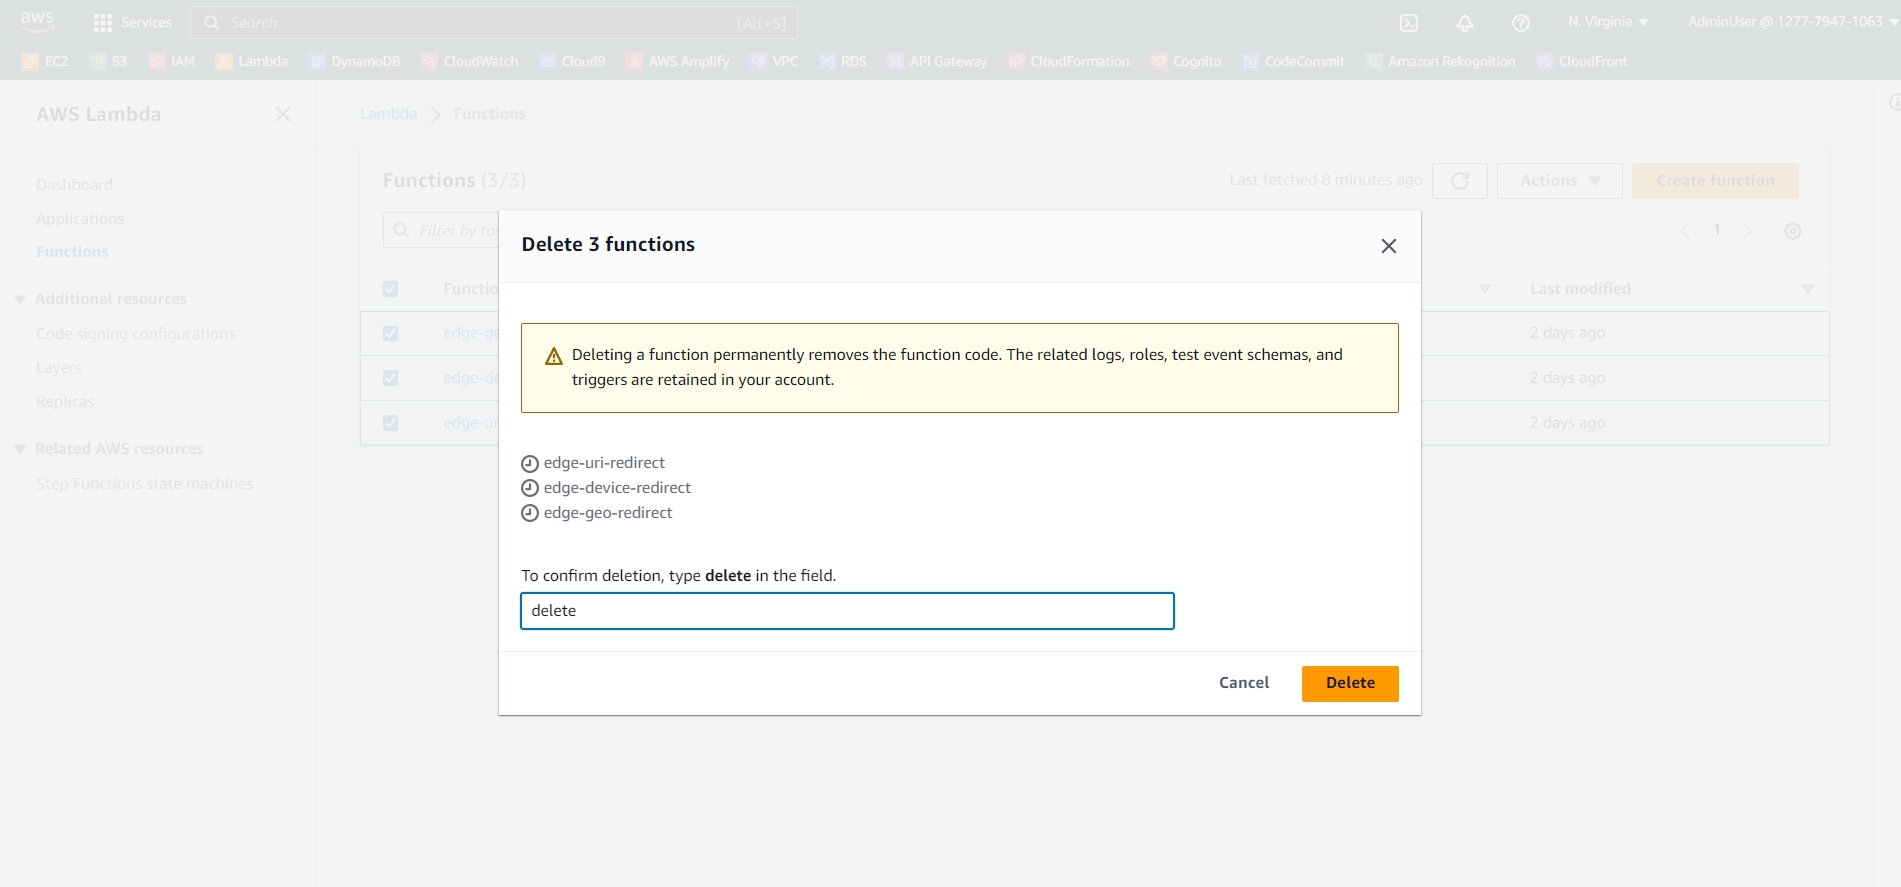 aws
Services
Search
[Alt+S]
N. Virginia
AdminUser @ 1277-7947-1063
EC2
S3
IAM
Lambda
DynamoDB
CloudWatch
Cloud9
AWS Amplify
VPC
RDS
API Gateway
CloudFormation
Cognito
CodeCommit
Amazon Rekognition
CloudFront
AWS Lambda
Dashboard
Applications
Functions
Additional resources
Code signing configurations
Layers
Replicas
Related AWS resources
Step Functions state machines
Lambda
Functions
Functions (3/3)
Last fetched 8 minutes ago
Actions
Create function
Filter by tag
1
Functio
Last modified
edge-ge
2 days ago
edge-de
2 days ago
edge-ur
2 days ago
Delete 3 functions
Deleting a function permanently removes the function code. The related logs, roles, test event schemas, and
triggers are retained in your account.
edge-uri-redirect
edge-device-redirect
edge-geo-redirect
To confirm deletion, type delete in the field.
delete
Cancel
Delete